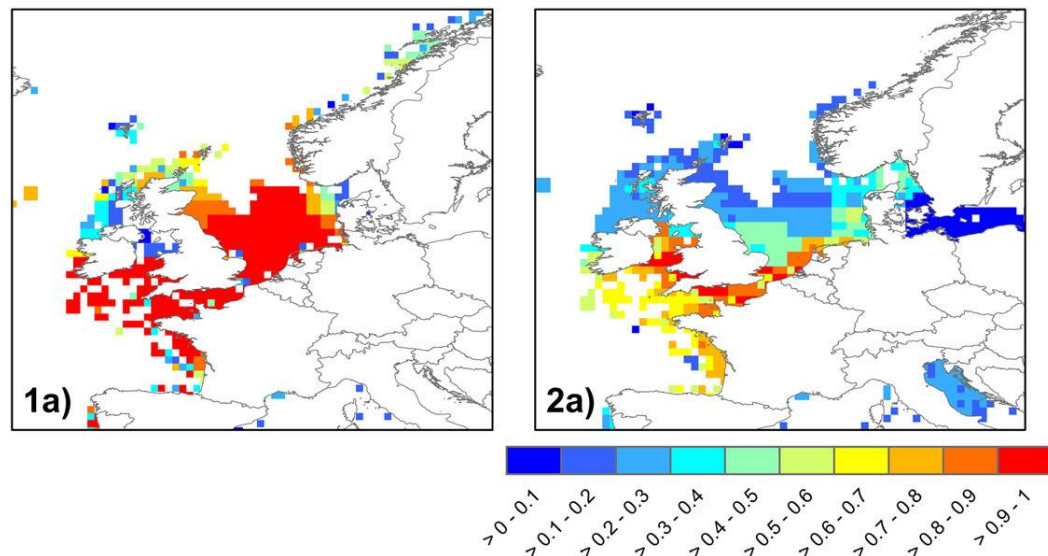 1a)
2a)
> 0 - 0.1
> 0.1 - 0.2
> 0.2 - 0.3
> 0.3 - 0.4
> 0.4 - 0.5
> 0.5 - 0.6
> 0.6 - 0.7
> 0.7 - 0.8
> 0.8 - 0.9
> 0.9 - 1